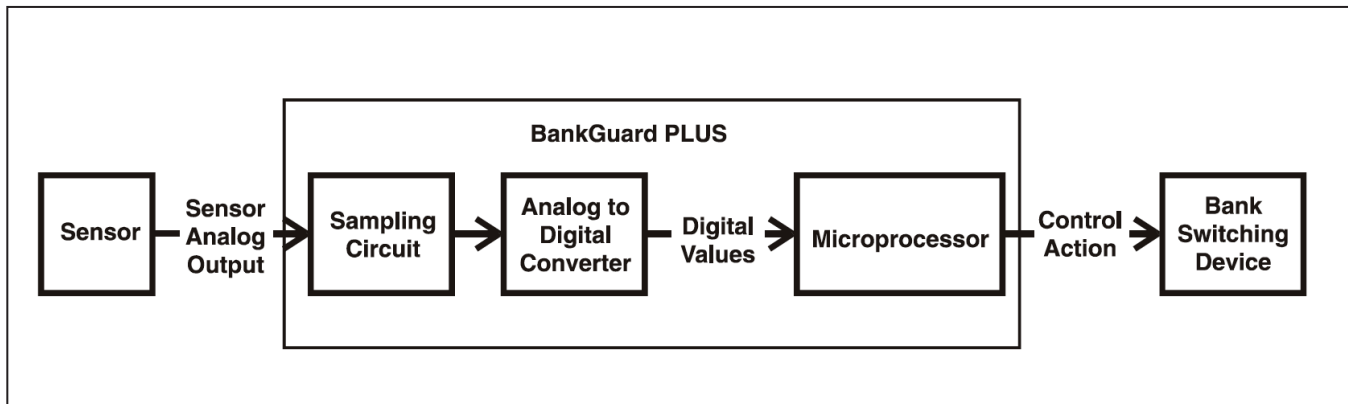 BankGuard PLUS
Sensor
Sensor
Analog
Output
Sampling
Circuit
Analog to
Digital
Converter
Digital
Values
Microprocessor
Control
Action
Bank
Switching
Device